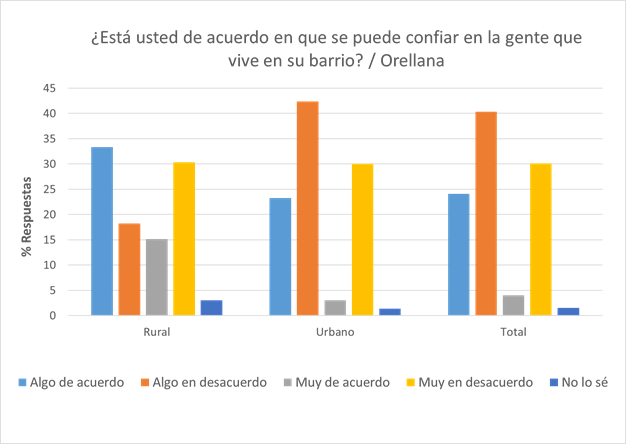 ¿Está usted de acuerdo en que se puede confiar en la gente que
vive en su barrio? / Orellana
% Respuestas
45
40
35
30
25
20
15
10
5
0
Rural Urbano Total
Algo de acuerdo Algo en desacuerdo Muy de acuerdo Muy en desacuerdo No lo sé